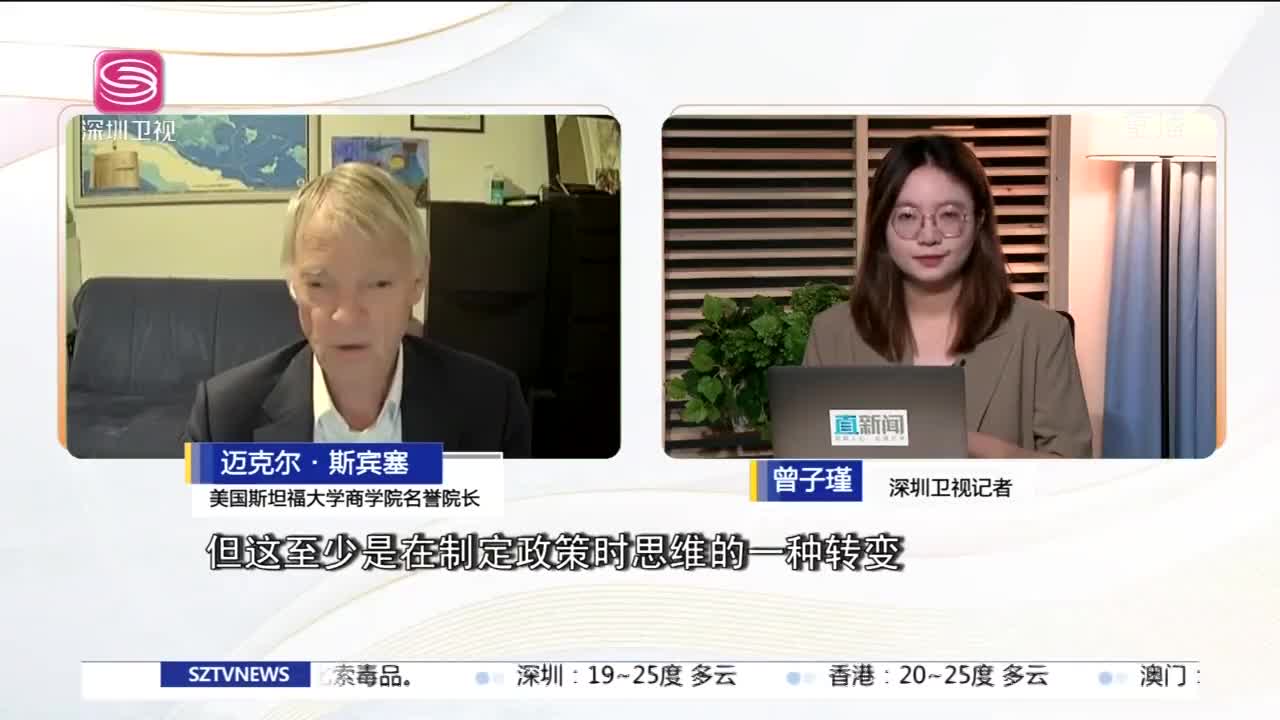 深圳卫视
直播
直新闻
迈克尔·斯宾塞
美国斯坦福大学商学院名誉院长
曾子瑾
深圳卫视记者
但这至少是在制定政策时思维的一种转变
SZTVNEWS
索毒品。 深圳：19~25度 多云 香港：20~25度 多云 澳门：